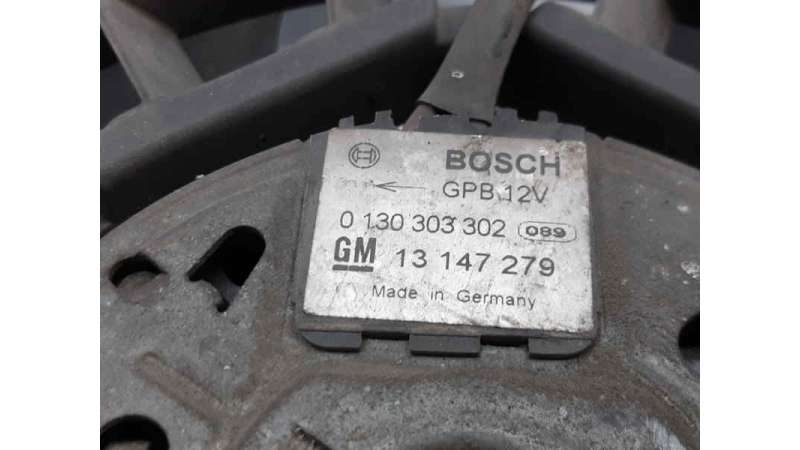 BOSCH
GPB 12V
0 130 303 302 089
GM 13 147 279
Made in Germany